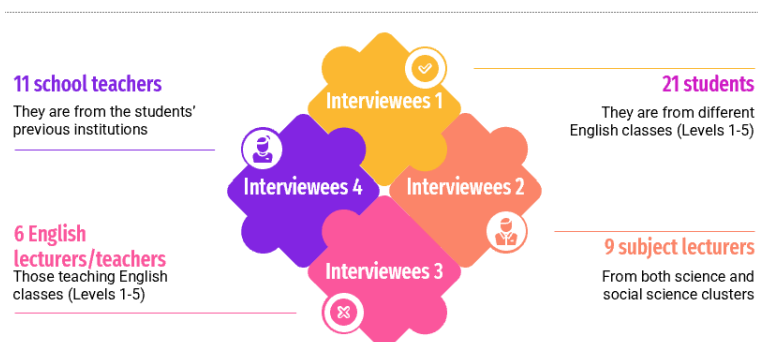 11 school teachers
They are from the students’
previous institutions
Interviewees 1
21 students
They are from different
English classes (Levels 1-5)
Interviewees 4
Interviewees 2
6 English
lecturers/teachers
Those teaching English
classes (Levels 1-5)
Interviewees 3
9 subject lecturers
From both science and
social science clusters